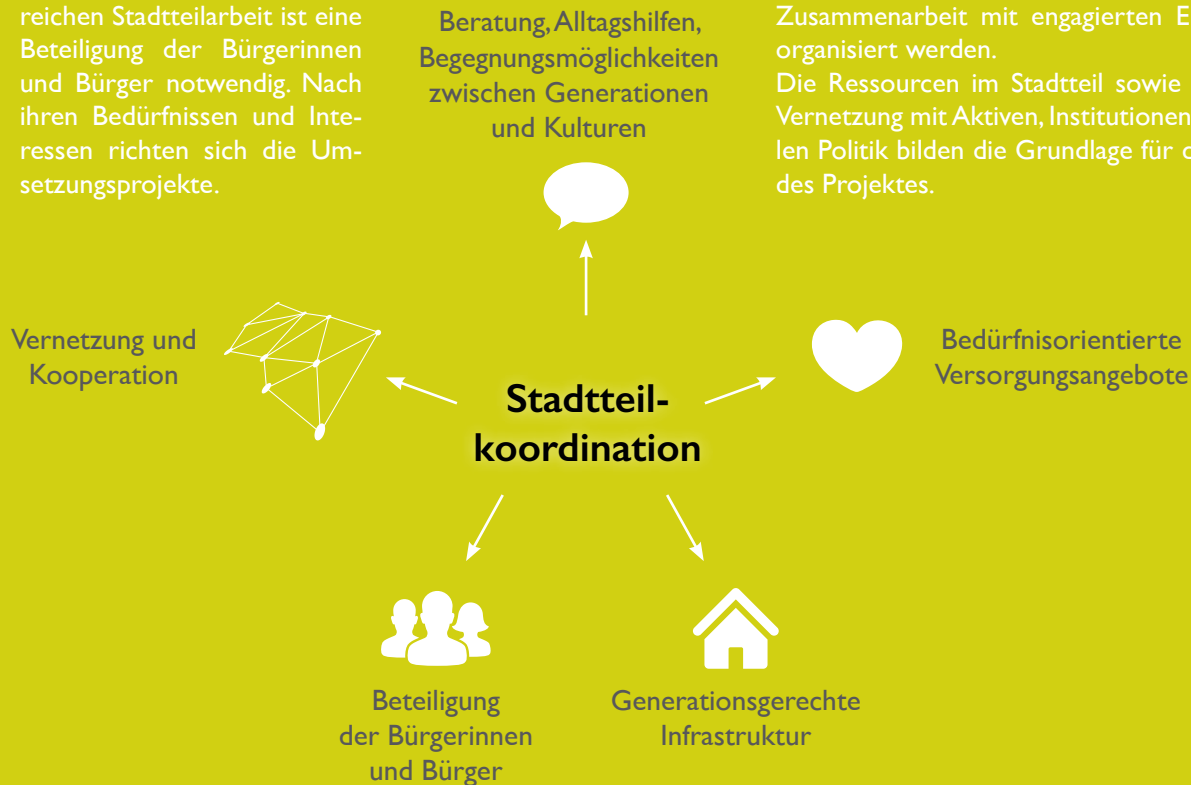 reichen Stadtteilarbeit ist eine
Beteiligung der Bürgerinnen
und Bürger notwendig. Nach
ihren Bedürfnissen und Inte-
ressen richten sich die Um-
setzungsprojekte.
Beratung, Alltagshilfen,
Begegnungsmöglichkeiten
zwischen Generationen
und Kulturen
Zusammenarbeit mit engagierten
organisiert werden.
Die Ressourcen im Stadtteil sowie
Vernetzung mit Aktiven, Institutionen
len Politik bilden die Grundlage für
des Projektes.
Vernetzung und
Kooperation
Stadtteil-
koordination
Bedürfnisorientierte
Versorgungsangebote
Beteiligung
der Bürgerinnen
und Bürger
Generationsgerechte
Infrastruktur